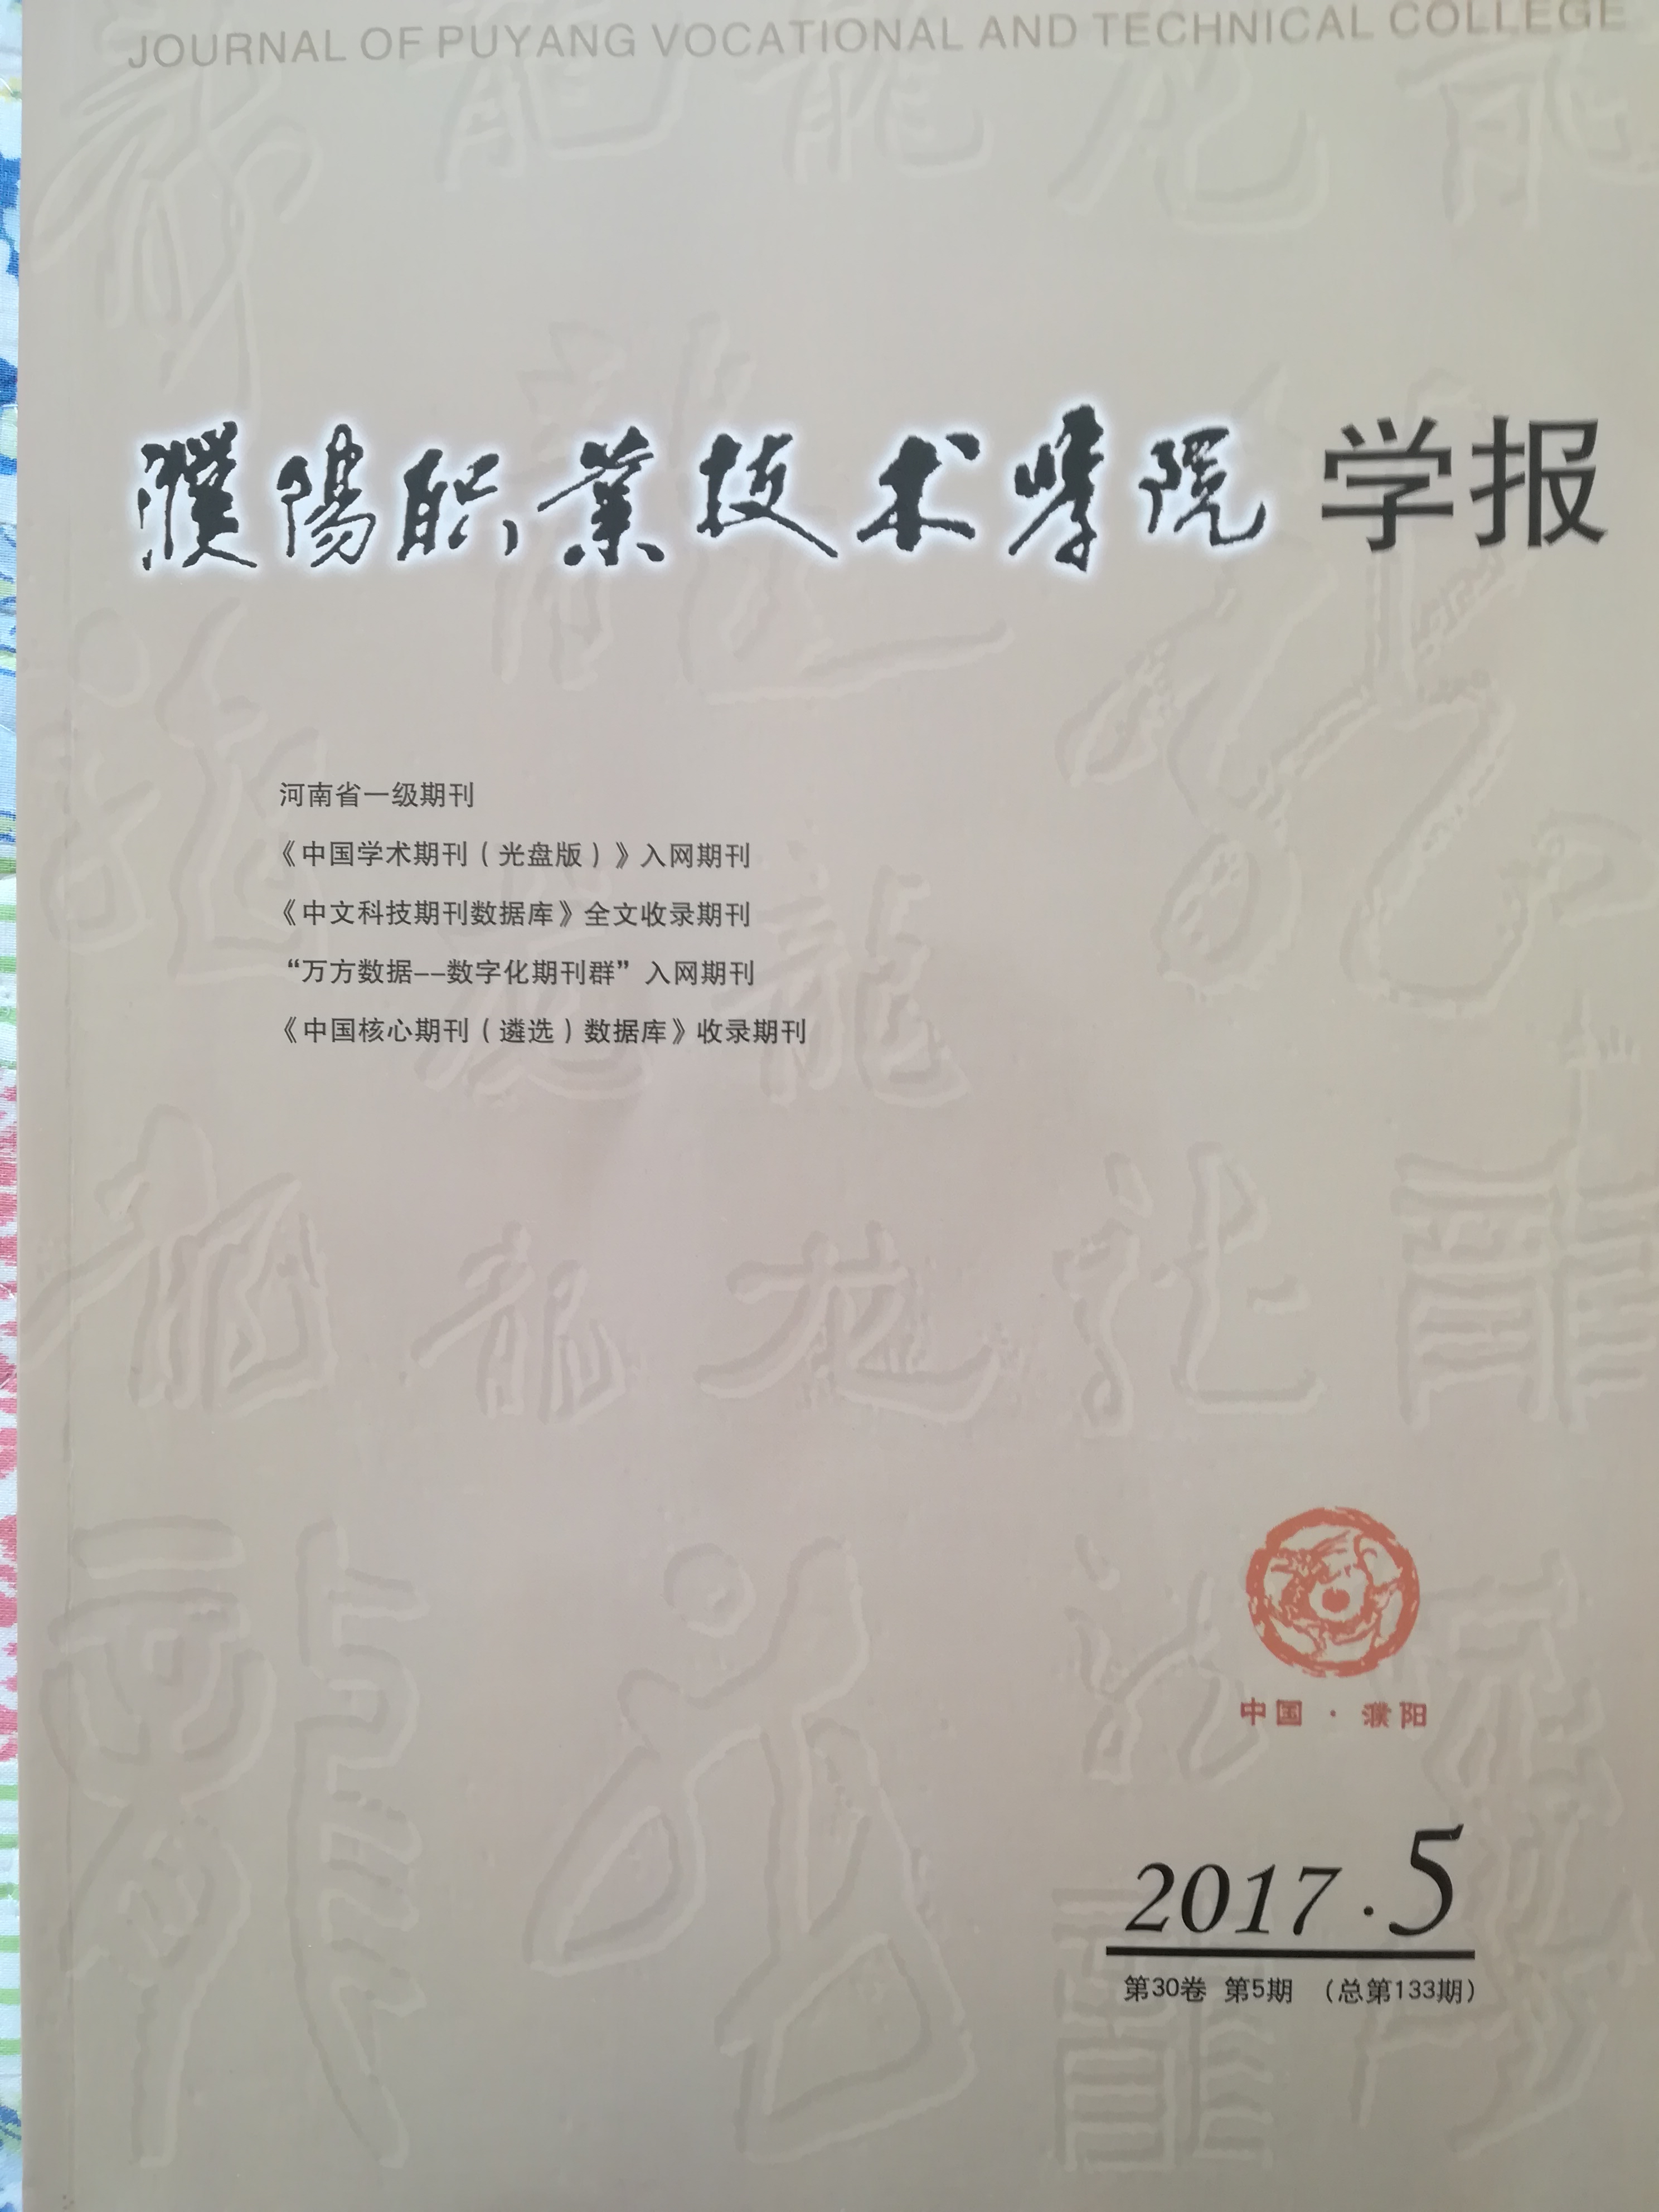 JOURNAL OF PUYANG VOCATIONAL AND TECHNICAL COLLEGE
濮陽职業技术学院学报
河南省一级期刊
《中国学术期刊（光盘版）》入网期刊
《中文科技期刊数据库》全文收录期刊
“万方数据--数字化期刊群”入网期刊
《中国核心期刊（遴选）数据库》收录期刊
中国·濮阳
2017·5
第30卷 第5期 （总第133期）